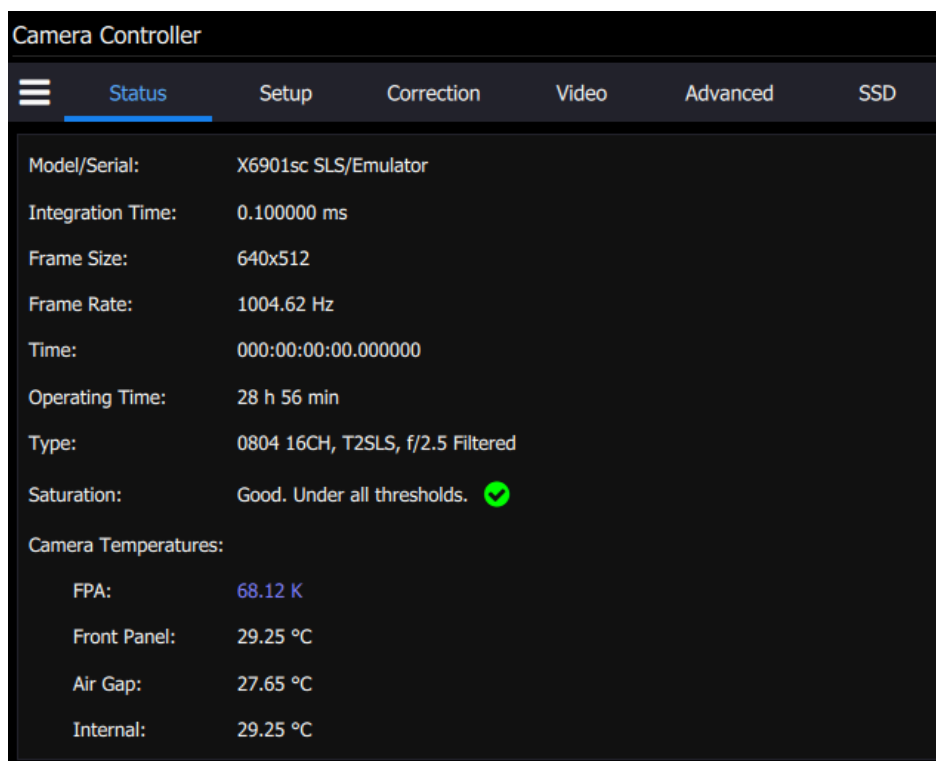 Camera Controller
Status Setup Correction Video Advanced SSD
Model/Serial: X6901sc SLS/Emulator
Integration Time: 0.100000 ms
Frame Size: 640x512
Frame Rate: 1004.62 Hz
Time: 000:00:00:00.000000
Operating Time: 28 h 56 min
Type: 0804 16CH, T2SLS, f/2.5 Filtered
Saturation: Good. Under all thresholds.
Camera Temperatures:
FPA: 68.12 K
Front Panel: 29.25 °C
Air Gap: 27.65 °C
Internal: 29.25 °C